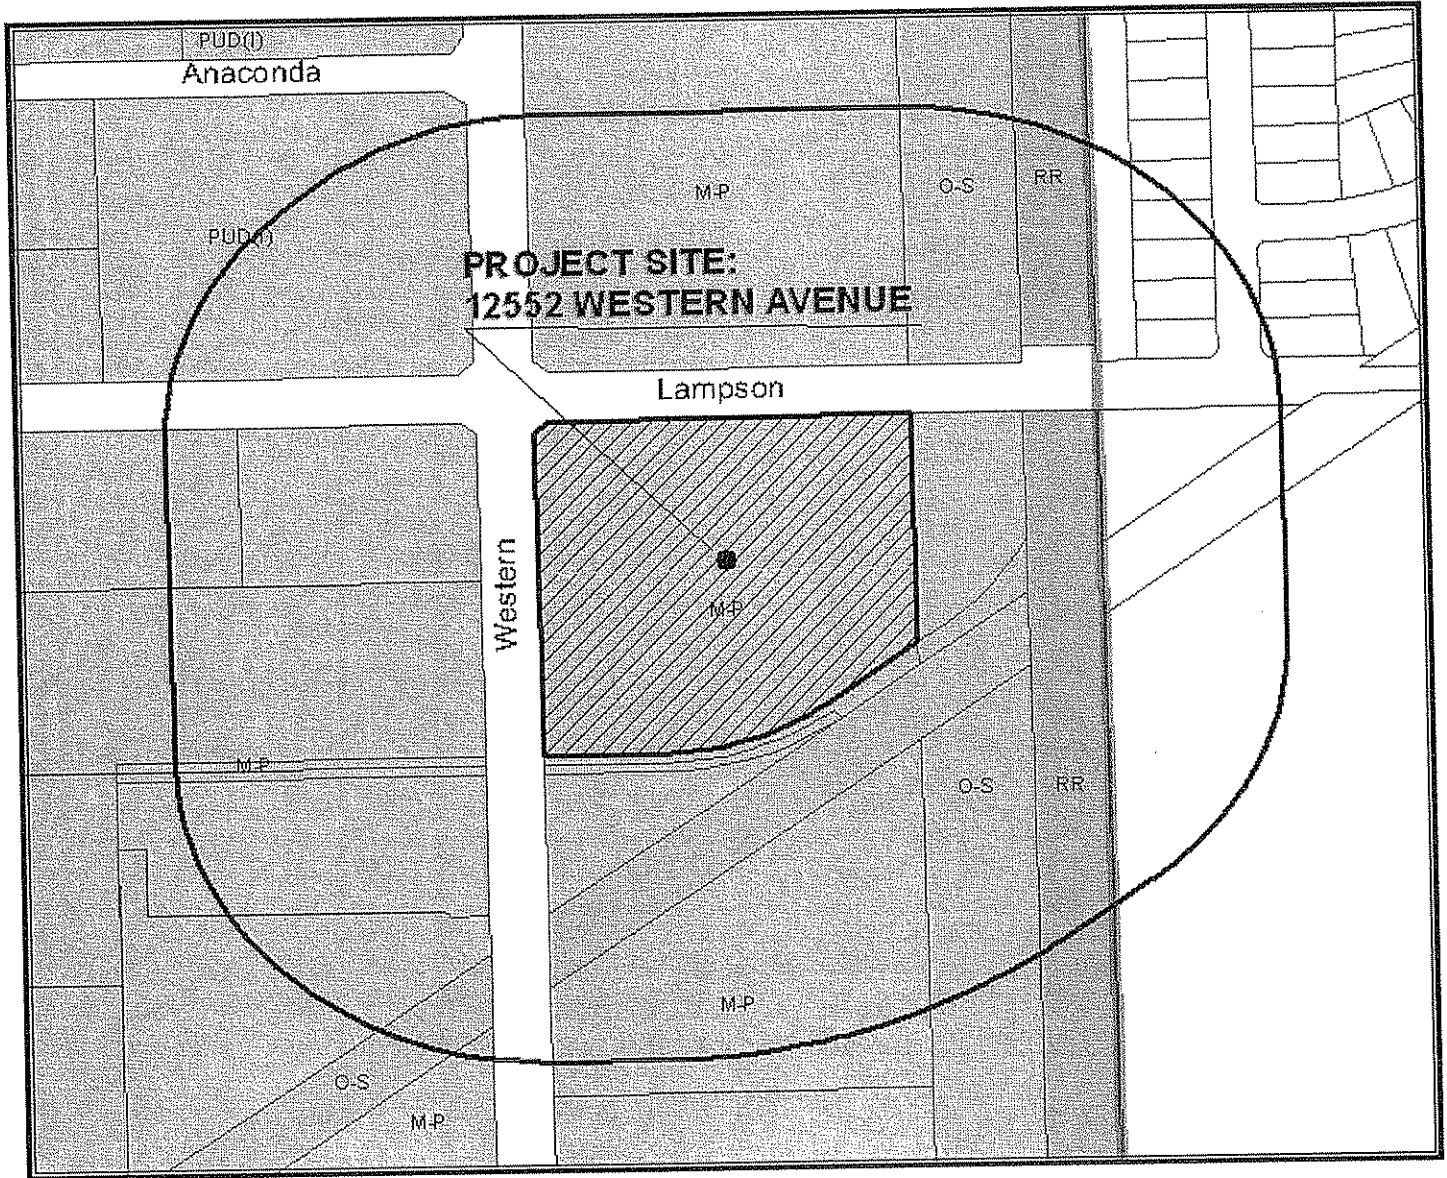 PUD(I)
Anaconda
M-P
O-S
RR
PUD(I)
PROJECT SITE:
12552 WESTERN AVENUE
Lampson
Western
M-P
M-P
O-S
RR
M-P
O-S
M-P